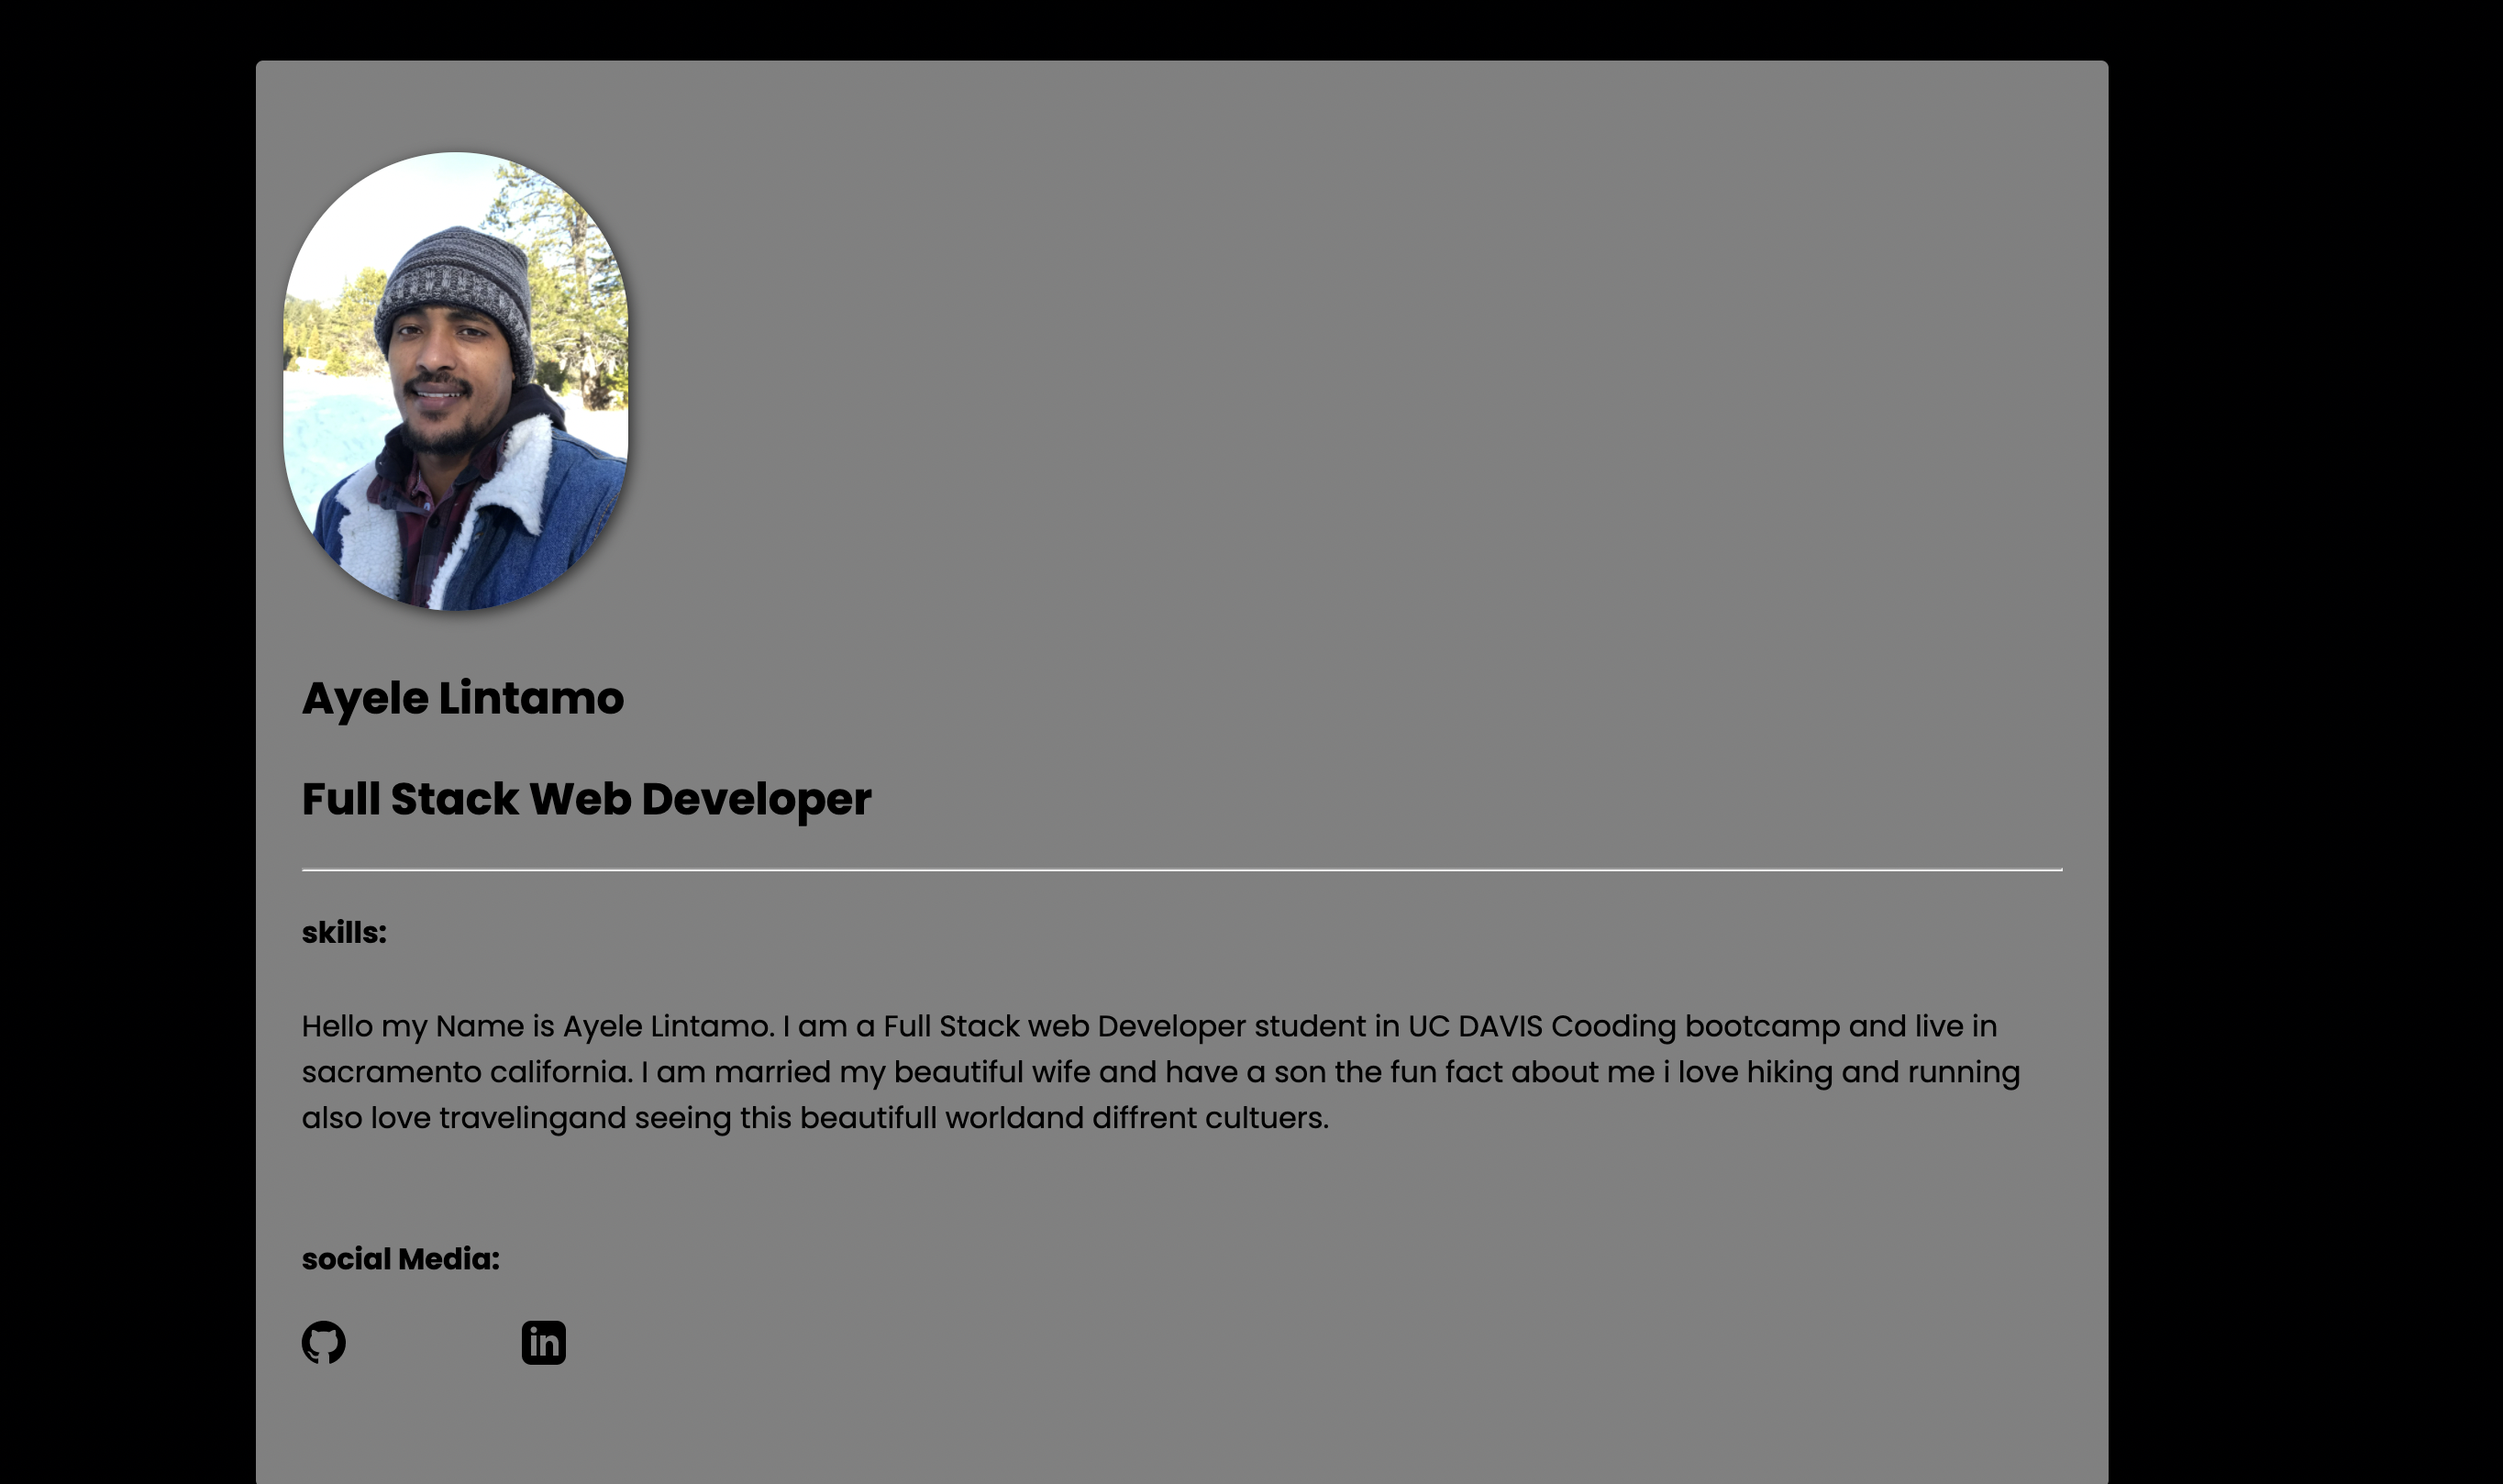 Ayele Lintamo
Full Stack Web Developer
skills:
Hello my Name is Ayele Lintamo. I am a Full Stack web Developer student in UC DAVIS Cooding bootcamp and live in
sacramento california. I am married my beautiful wife and have a son the fun fact about me i love hiking and running
also love travelingand seeing this beautifull worldand diffrent cultuers.
social Media:
in